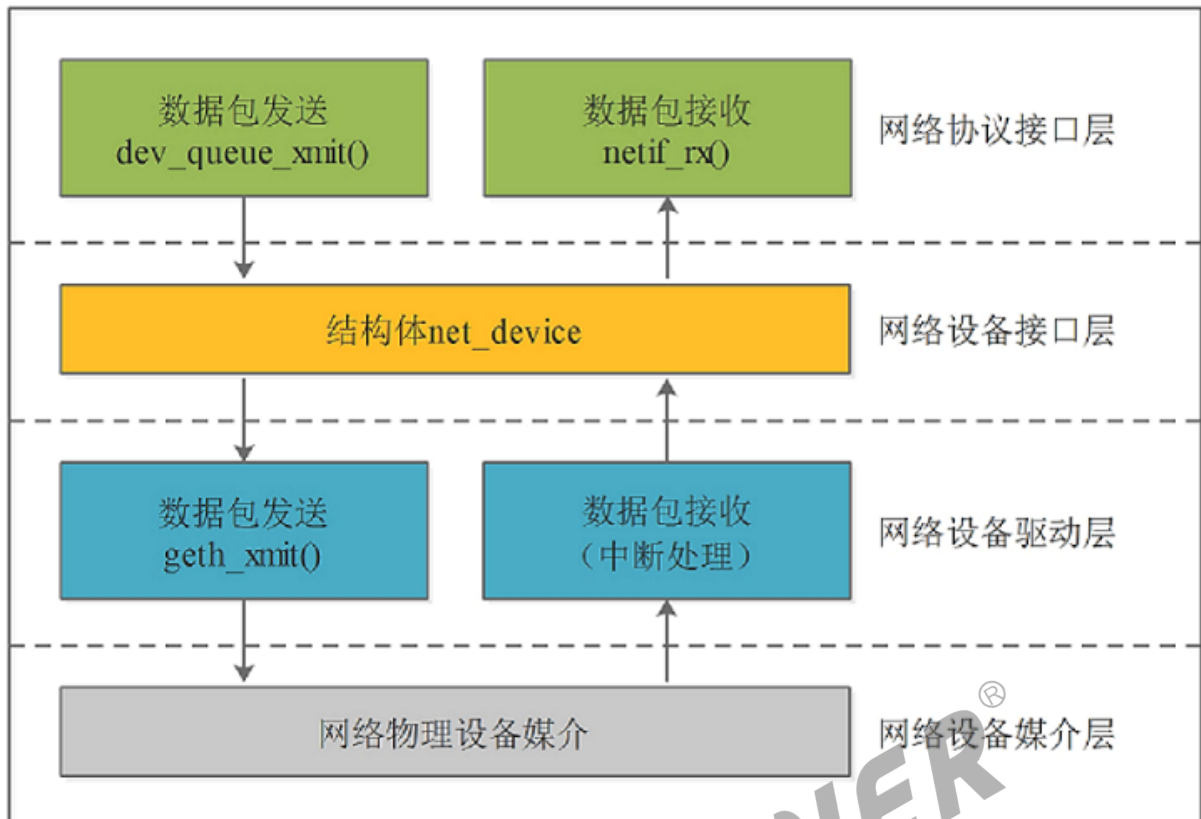 数据包发送
dev_queue_xmit()
数据包接收
netif_rx()
网络协议接口层
结构体net_device
网络设备接口层
数据包发送
geth_xmit()
数据包接收
(中断处理)
网络设备驱动层
网络物理设备媒介
网络设备媒介层
®